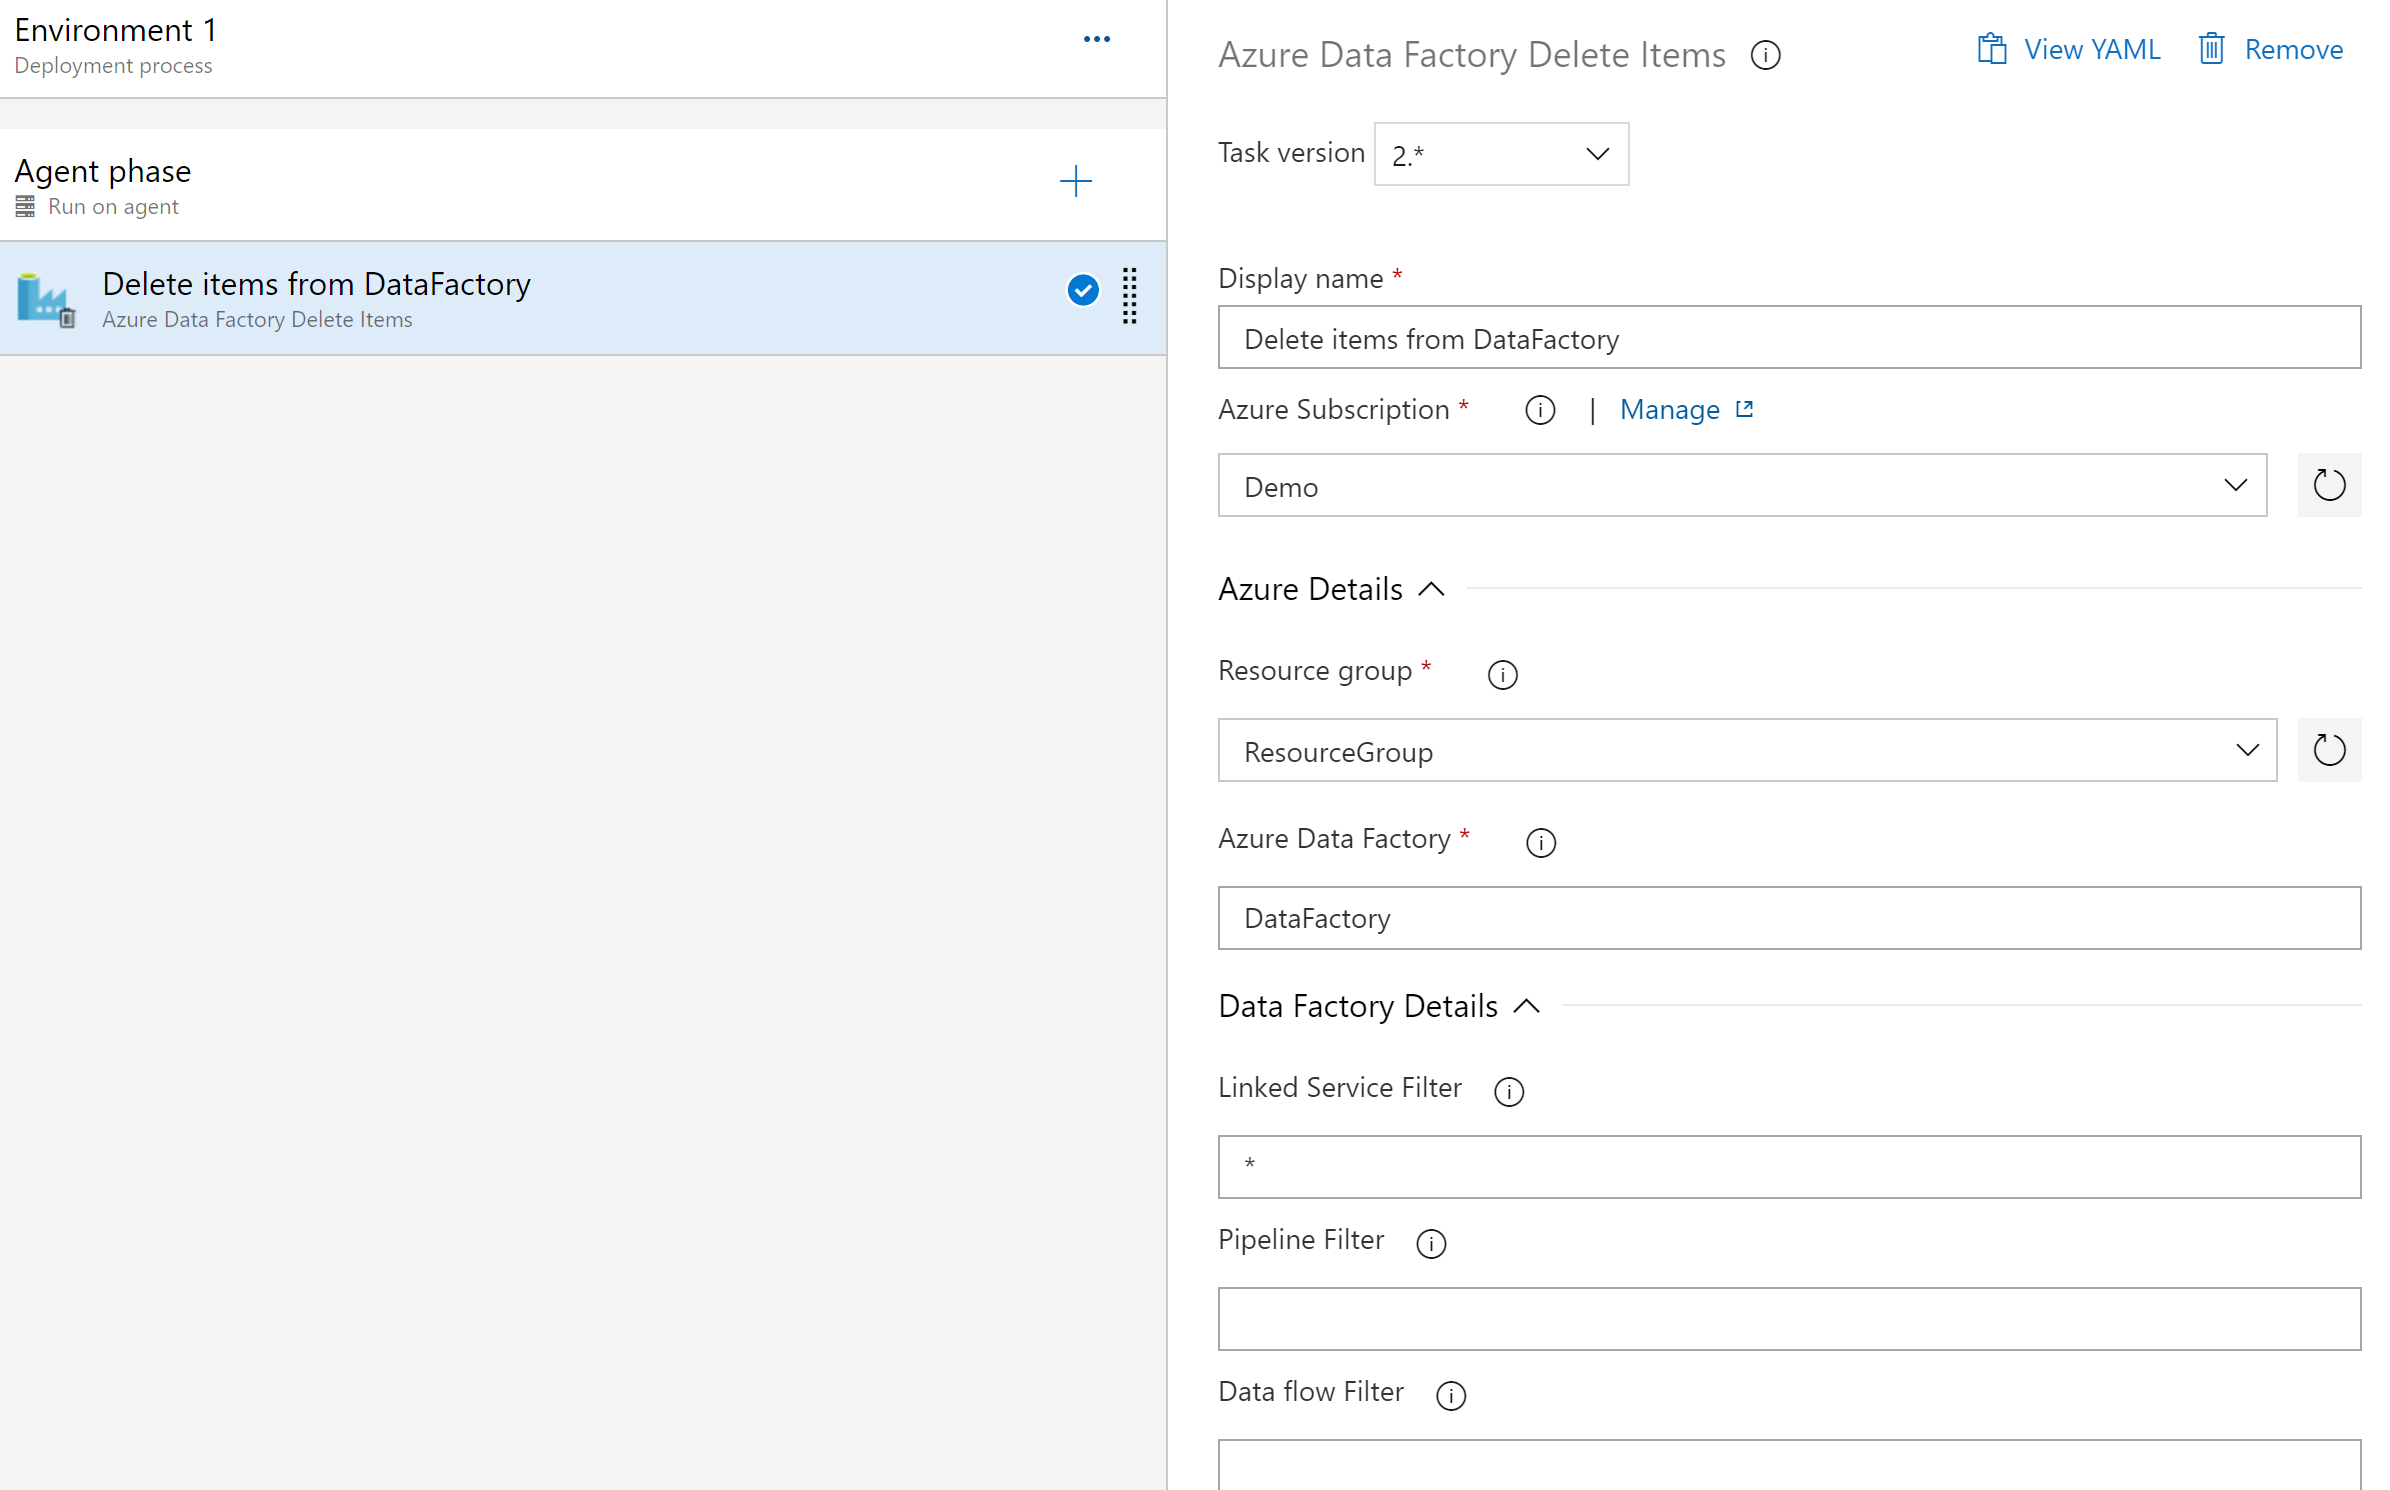 Environment 1
Deployment process
Agent phase
Run on agent
Delete items from DataFactory
Azure Data Factory Delete Items
Azure Data Factory Delete Items
View YAML
Remove
Task version 2.*
Display name *
Delete items from DataFactory
Azure Subscription * | Manage
Demo
Azure Details
Resource group *
ResourceGroup
Azure Data Factory *
DataFactory
Data Factory Details
Linked Service Filter
*
Pipeline Filter
Data flow Filter